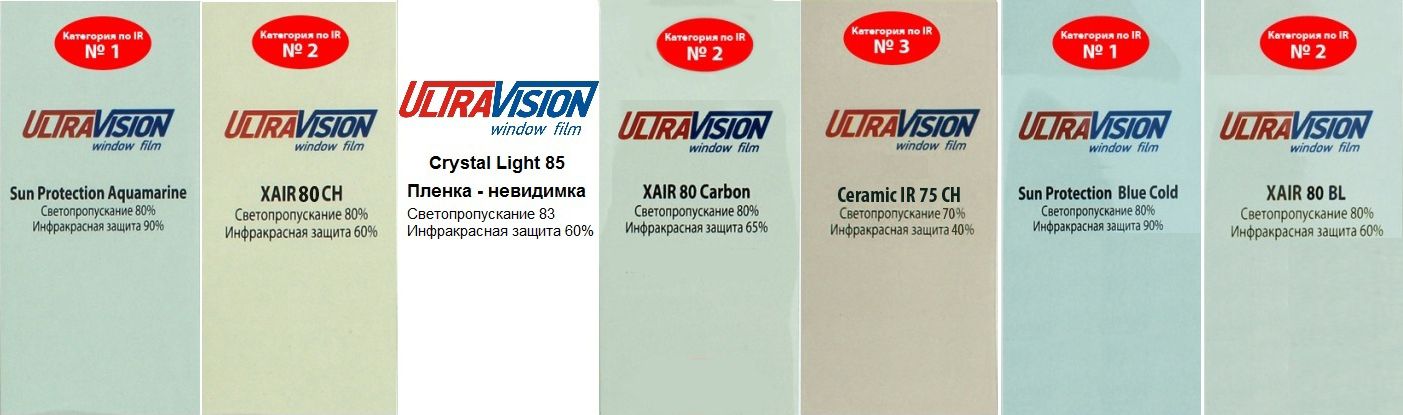 Категория по IR
№ 1
ULTRAVISION
window film
Sun Protection Aquamarine
Светопропускание 80%
Инфракрасная защита 90%
Категория по IR
№ 2
ULTRAVISION
window film
XAIR 80 CH
Светопропускание 80%
Инфракрасная защита 60%
ULTRAVISION
window film
Crystal Light 85
Пленка - невидимка
Светопропускание 83
Инфракрасная защита 60%
Категория по IR
№ 2
ULTRAVISION
window film
XAIR 80 Carbon
Светопропускание 80%
Инфракрасная защита 65%
Категория по IR
№ 3
ULTRAVISION
window film
Ceramic IR 75 CH
Светопропускание 70%
Инфракрасная защита 40%
Категория по IR
№ 1
ULTRAVISION
window film
Sun Protection Blue Cold
Светопропускание 80%
Инфракрасная защита 90%
Категория по IR
№ 2
ULTRAVISION
window film
XAIR 80 BL
Светопропускание 80%
Инфракрасная защита 60%